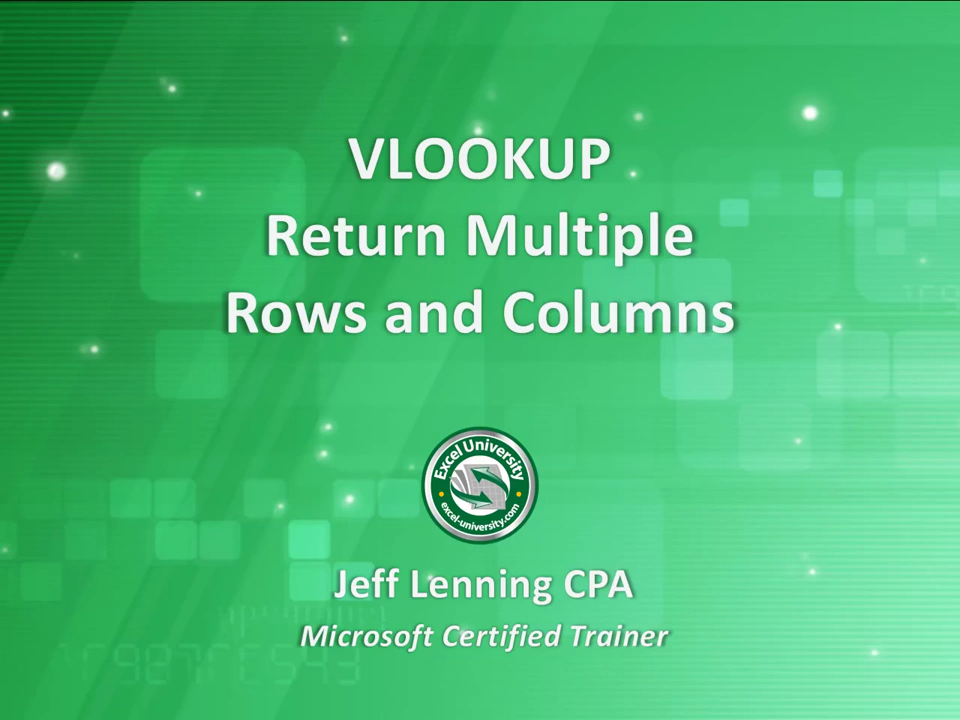 VLOOKUP
Return Multiple
Rows and Columns
Excel University
excel-university.com
Jeff Lenning CPA
Microsoft Certified Trainer